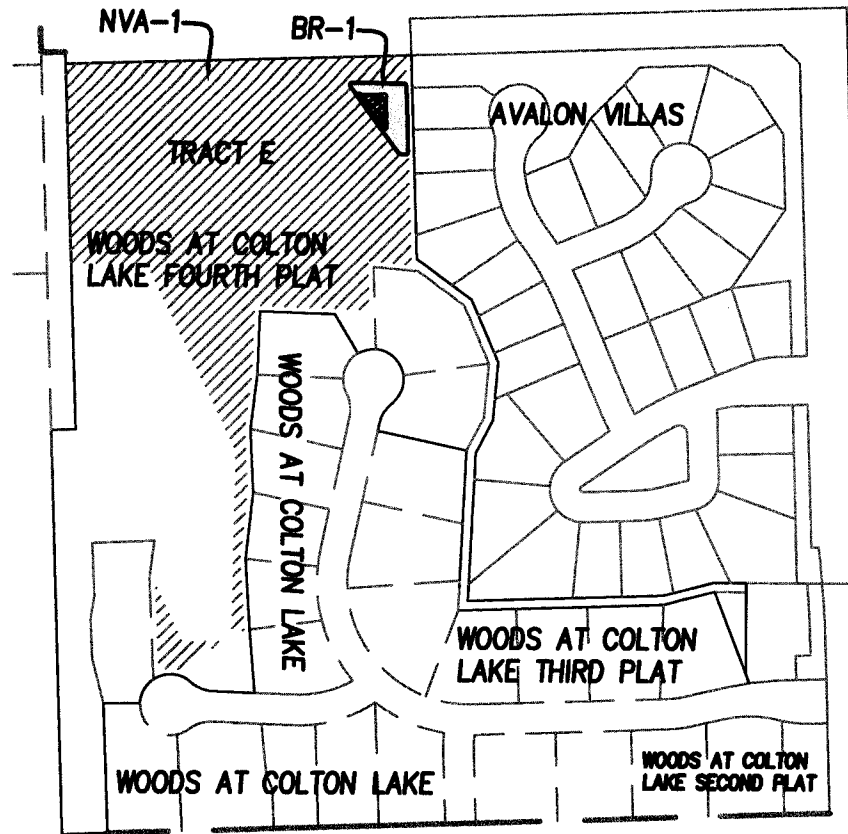 NVA-1
BR-1
AVALON VILLAS
TRACT E
WOODS AT COLTON
LAKE FOURTH PLAT
WOODS AT COLTON LAKE
WOODS AT COLTON
LAKE THIRD PLAT
WOODS AT COLTON LAKE
WOODS AT COLTON
LAKE SECOND PLAT